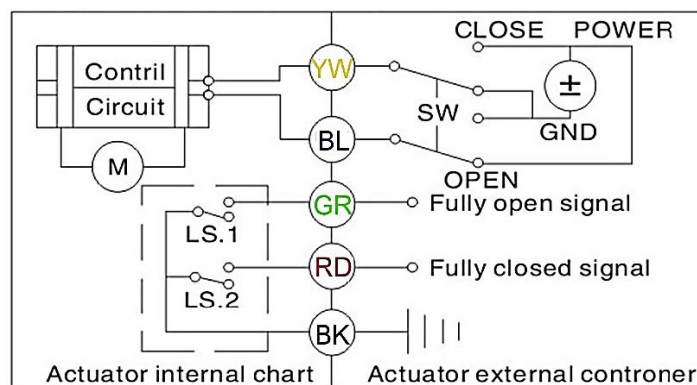 CLOSE POWER
YW
Contril
Circuit
±
SW
GND
M
BL
OPEN
GR
Fully open signal
LS.1
RD
Fully closed signal
LS.2
BK
Actuator internal chart
Actuator external controner